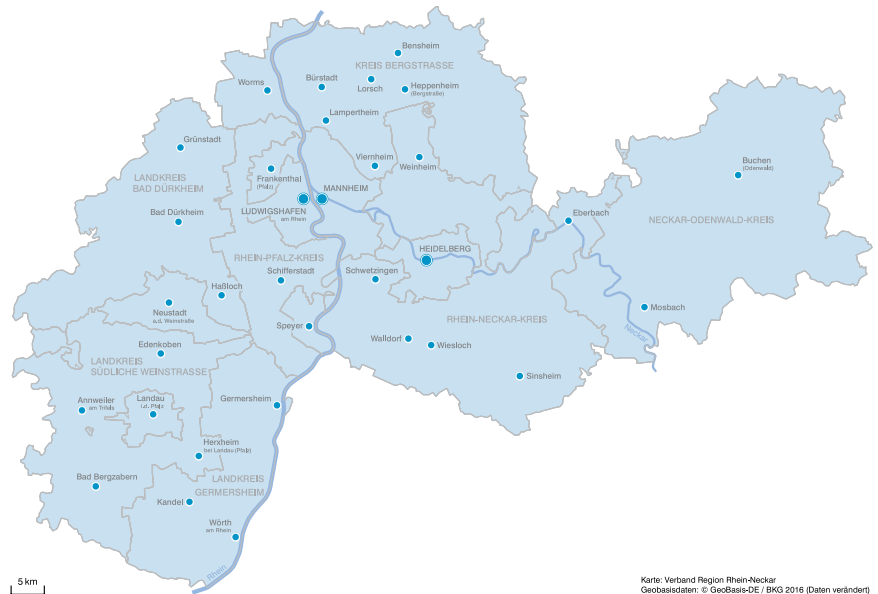 Bensheim
KREIS BERGSTRASSE
Worms
Bürstadt
Lorsch
Heppenheim
(Bergstraße)
Lampertheim
Grünstadt
Viernheim
Weinheim
Buchen
(Odenwald)
LANDKREIS
BAD DÜRKHEIM
Frankenthal
(Pfalz)
MANNHEIM
LUDWIGSHAFEN
am Rhein
Bad Dürkheim
Eberbach
NECKAR-ODENWALD-KREIS
HEIDELBERG
RHEIN-PFALZ-KREIS
Schifferstadt
Schwetzingen
Haßloch
Neustadt
a.d. Weinstraße
Mosbach
RHEIN-NECKAR-KREIS
Speyer
Neckar
Walldorf
Wiesloch
Edenkoben
LANDKREIS
SÜDLICHE WEINSTRASSE
Sinsheim
Annweiler
am Trifels
Landau
i.d. Pfalz
Germersheim
Herxheim
bei Landau (Pfalz)
Bad Bergzabern
LANDKREIS
GERMERSHEIM
Kandel
Wörth
am Rhein
Rhein
5 km
Karte: Verband Region Rhein-Neckar
Geobasisdaten: © GeoBasis-DE / BKG 2016 (Daten verändert)